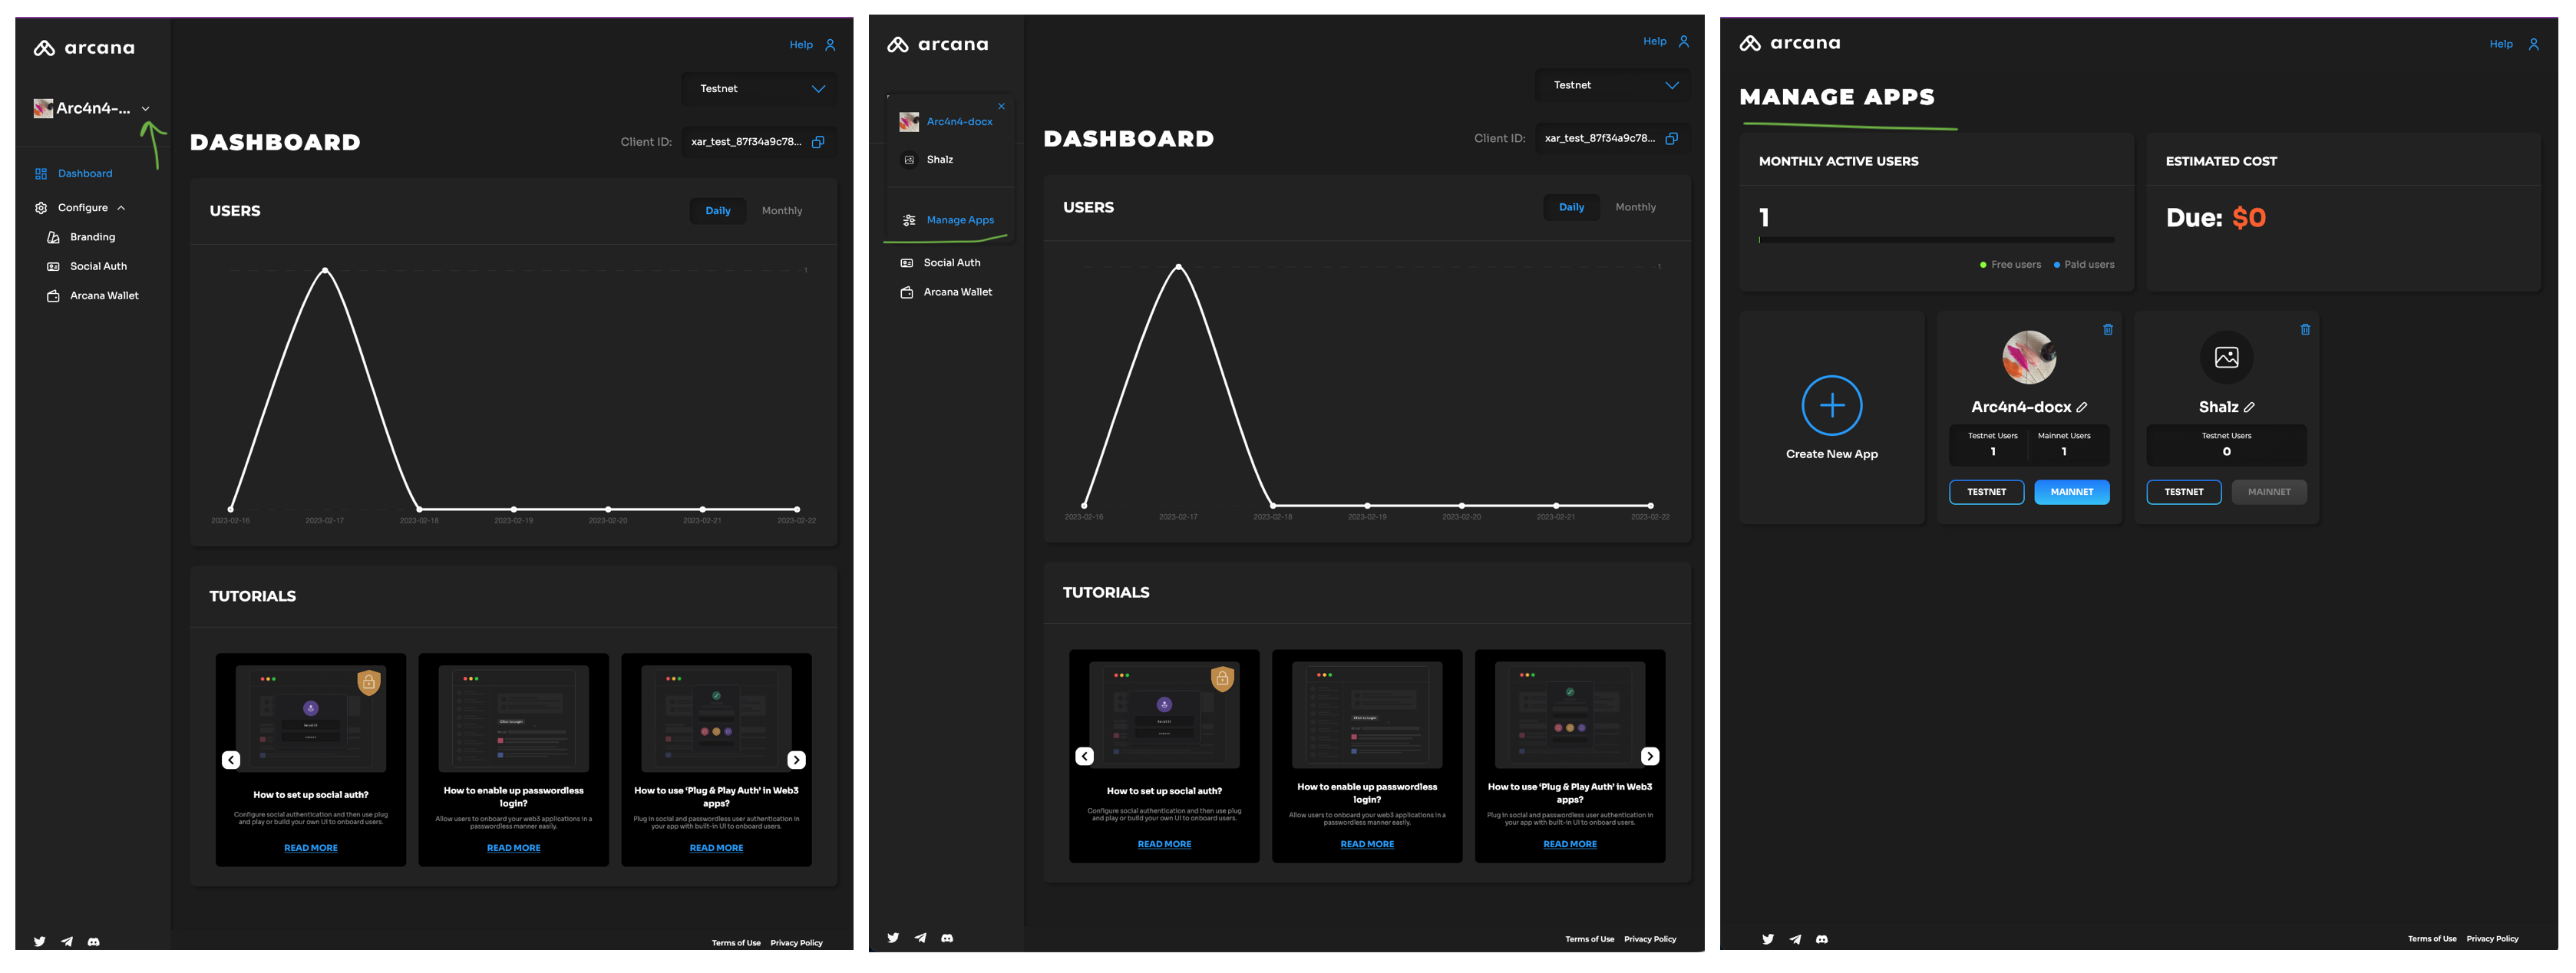 arcana
Help
Arc4n4-...
Testnet
DASHBOARD
Client ID:
xar_test_87f34a9c78...
Dashboard
Configure
Branding
Social Auth
Arcana Wallet
USERS
Daily
Monthly
1
2023-02-16
2023-02-17
2023-02-18
2023-02-19
2023-02-20
2023-02-21
2023-02-22
TUTORIALS
How to set up social auth?
Configure social authentication and then use plug
and play or build your own UI to onboard users.
READ MORE
How to enable up passwordless
login?
Allow users to onboard your web3 applications in a
passwordless manner easily.
READ MORE
How to use ‘Plug & Play Auth’ in Web3
apps?
Plug in social and passwordless user authentication in
your app with built-in UI to onboard users.
READ MORE
Terms of Use
Privacy Policy
arcana
Help
Testnet
Arc4n4-docx
Shalz
Manage Apps
Social Auth
Arcana Wallet
DASHBOARD
Client ID:
xar_test_87f34a9c78...
USERS
Daily
Monthly
1
2023-02-16
2023-02-17
2023-02-18
2023-02-19
2023-02-20
2023-02-21
2023-02-22
TUTORIALS
How to set up social auth?
Configure social authentication and then use plug
and play or build your own UI to onboard users.
READ MORE
How to enable up passwordless
login?
Allow users to onboard your web3 applications in a
passwordless manner easily.
READ MORE
How to use ‘Plug & Play Auth’ in Web3
apps?
Plug in social and passwordless user authentication in
your app with built-in UI to onboard users.
READ MORE
Terms of Use
Privacy Policy
arcana
Help
MANAGE APPS
MONTHLY ACTIVE USERS
1
Free users
Paid users
ESTIMATED COST
Due: $0
Create New App
Arc4n4-docx
Testnet Users
Mainnet Users
1
1
TESTNET
MAINNET
Shalz
Testnet Users
0
TESTNET
MAINNET
Terms of Use
Privacy Policy